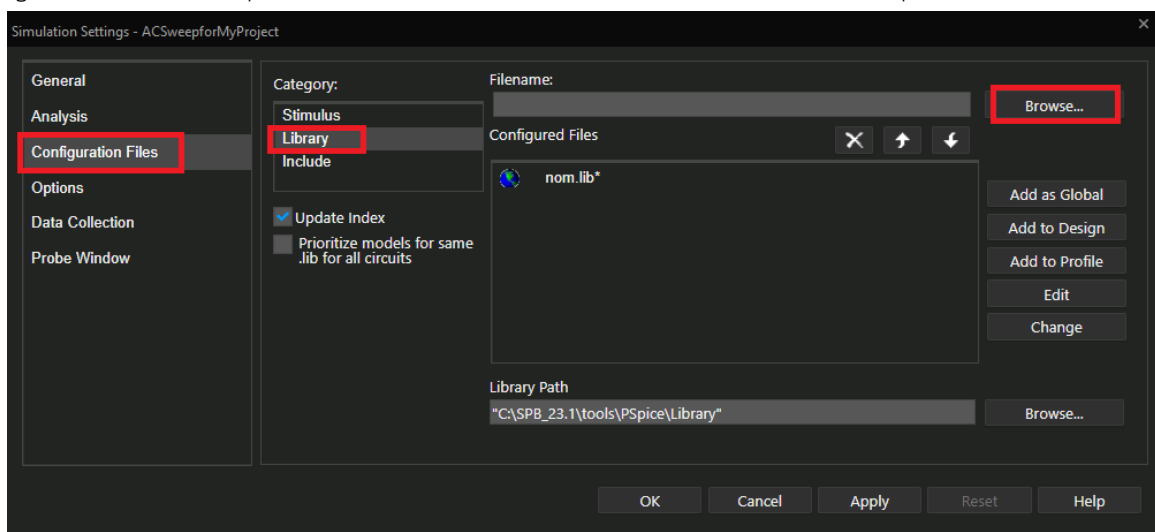 Simulation Settings - ACSweepforMyProject
×
General
Analysis
Configuration Files
Options
Data Collection
Probe Window
Category:
Stimulus
Library
Include
Update Index
Prioritize models for same
.lib for all circuits
Filename:
Browse...
Configured Files
nom.lib*
Add as Global
Add to Design
Add to Profile
Edit
Change
Library Path
"C:\SPB_23.1\tools\PSpice\Library"
Browse...
OK Cancel Apply Reset Help